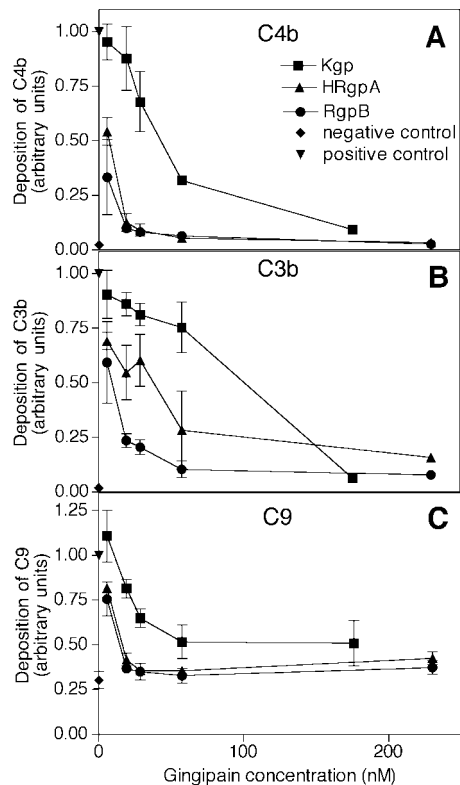 C4b
A
Kgp
HRgpA
RgpB
negative control
positive control
Deposition of C4b
(arbitrary units)
1.00
0.75
0.50
0.25
0.00
C3b
B
Deposition of C3b
(arbitrary units)
1.00
0.75
0.50
0.25
0.00
C9
C
Deposition of C9
(arbitrary units)
1.25
1.00
0.75
0.50
0.25
0.00
0
100
200
Gingipain concentration (nM)